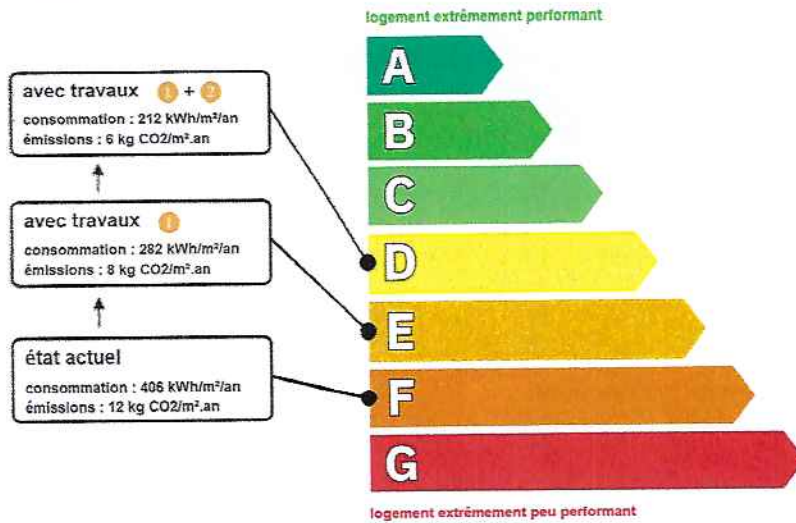 logement extrêmement performant
avec travaux 1 + 2
consommation : 212 kWh/m²/an
émissions : 6 kg CO2/m².an
avec travaux 1
consommation : 282 kWh/m²/an
émissions : 8 kg CO2/m².an
état actuel
consommation : 406 kWh/m²/an
émissions : 12 kg CO2/m².an
A
B
C
D
E
F
G
logement extrêmement peu performant